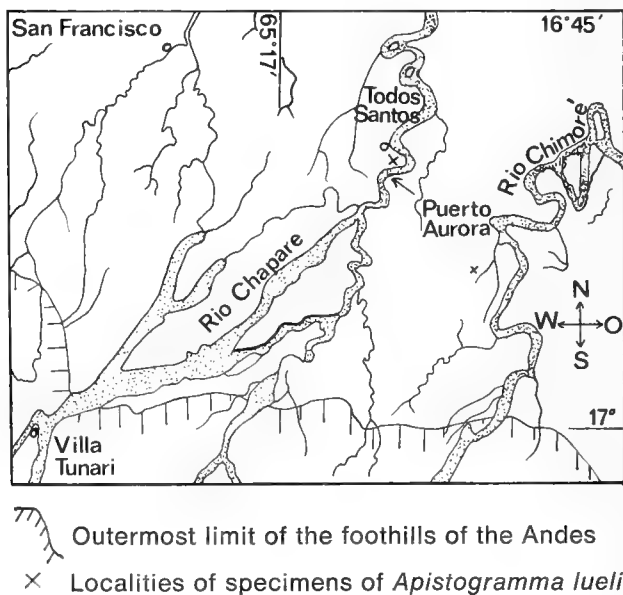 San Francisco
65°17′
16°45′
Todos
Santos
Rio Chimoré
Puerto
Aurora
Rio Chapare
N
W O
S
17°
Villa
Tunari
Outermost limit of the foothills of the Andes
× Localities of specimens of Apistogramma lueli